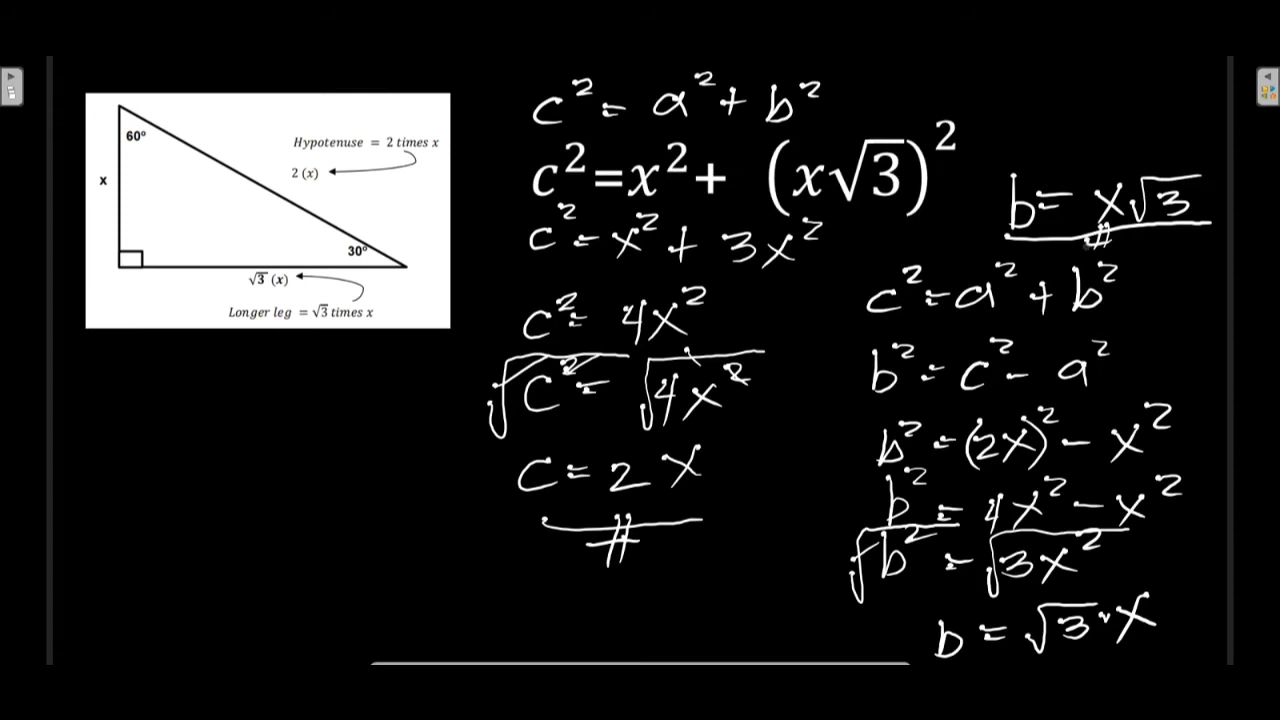 60º
Hypotenuse = 2 times x
2 (x)
x
30º
√3 (x)
Longer leg = √3 times x
c² = a² + b²
c²=x²+ (x√3)²
c² = x² + 3x²
c² = 4x²
√c² = √4x²
c = 2x
b = x√3
c² = a² + b²
b² = c² - a²
b² = (2x)² - x²
b² = 4x² - x²
√b² = √3x²
b = √3 · x